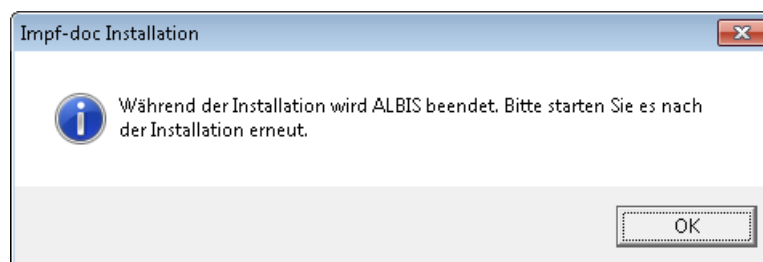 Impf-doc Installation
Während der Installation wird ALBIS beendet. Bitte starten Sie es nach
der Installation erneut.
OK